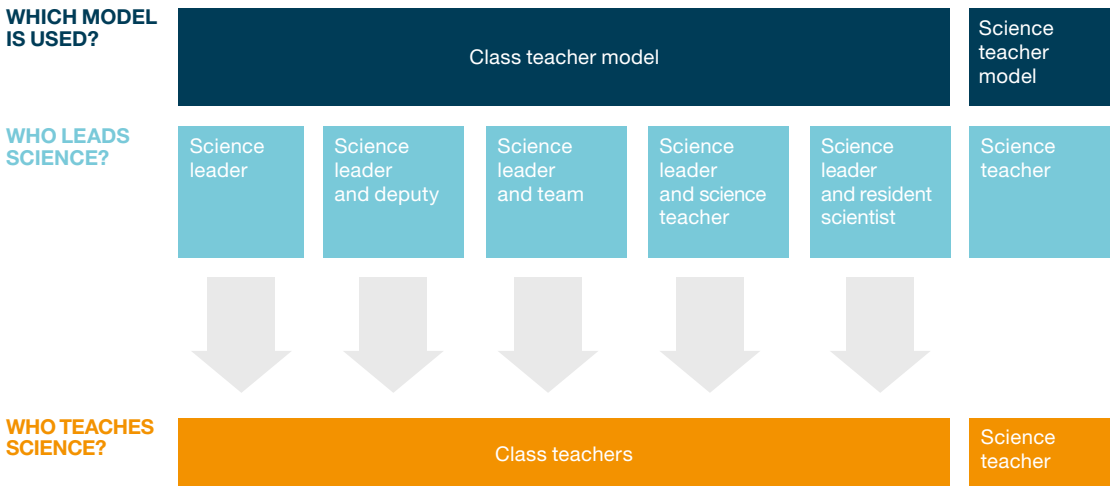 WHICH MODEL
IS USED?
Class teacher model
Science
teacher
model
WHO LEADS
SCIENCE?
Science
leader
Science
leader
and deputy
Science
leader
and team
Science
leader
and science
teacher
Science
leader
and resident
scientist
Science
teacher
WHO TEACHES
SCIENCE?
Class teachers
Science
teacher